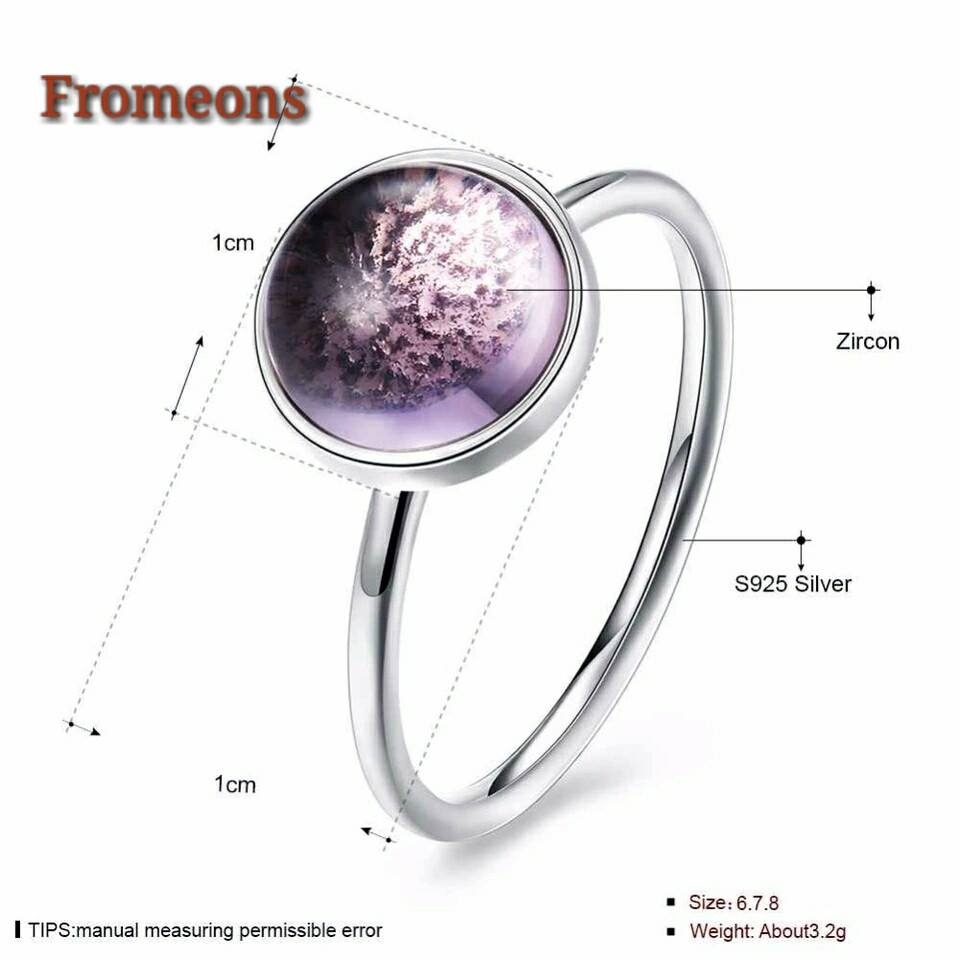 Fromeons
1cm
Zircon
S925 Silver
1cm
Size: 6.7.8
TIPS:manual measuring permissible error
Weight: About3.2g